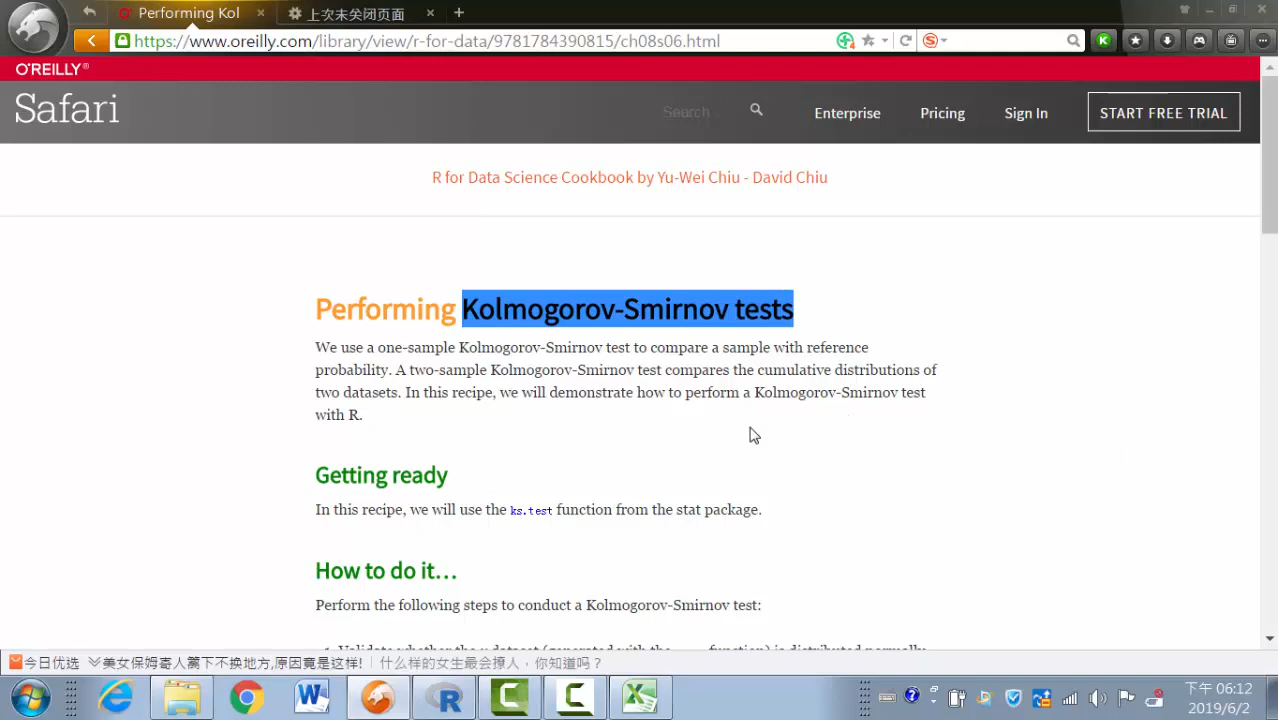 Performing Kol
上次未关闭页面
https://www.oreilly.com/library/view/r-for-data/9781784390815/ch08s06.html
O'REILLY®
Safari
Search
Enterprise
Pricing
Sign In
START FREE TRIAL
R for Data Science Cookbook by Yu-Wei Chiu - David Chiu
Performing Kolmogorov-Smirnov tests
We use a one-sample Kolmogorov-Smirnov test to compare a sample with reference
probability. A two-sample Kolmogorov-Smirnov test compares the cumulative distributions of
two datasets. In this recipe, we will demonstrate how to perform a Kolmogorov-Smirnov test
with R.
Getting ready
In this recipe, we will use the ks.test function from the stat package.
How to do it…
Perform the following steps to conduct a Kolmogorov-Smirnov test:
今日优选
美女保姆寄人篱下不换地方,原因竟是这样!
什么样的女生最会撩人，你知道吗？
下午 06:12
2019/6/2